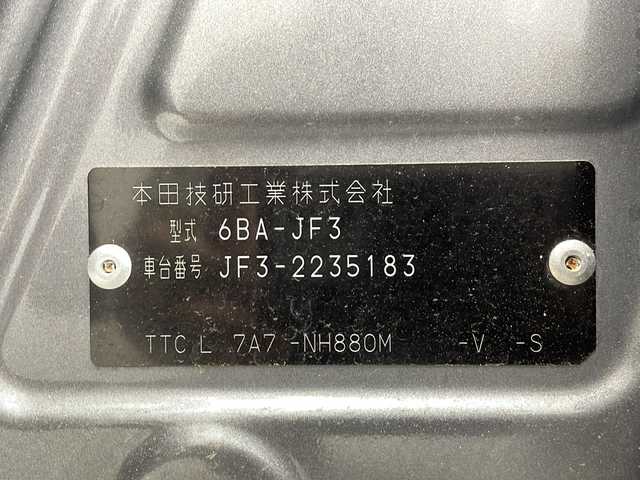 本田技研工業株式会社
型式 6BA-JF3
車台番号 JF3-2235183
TTC L 7A7 -NH880M -V -S